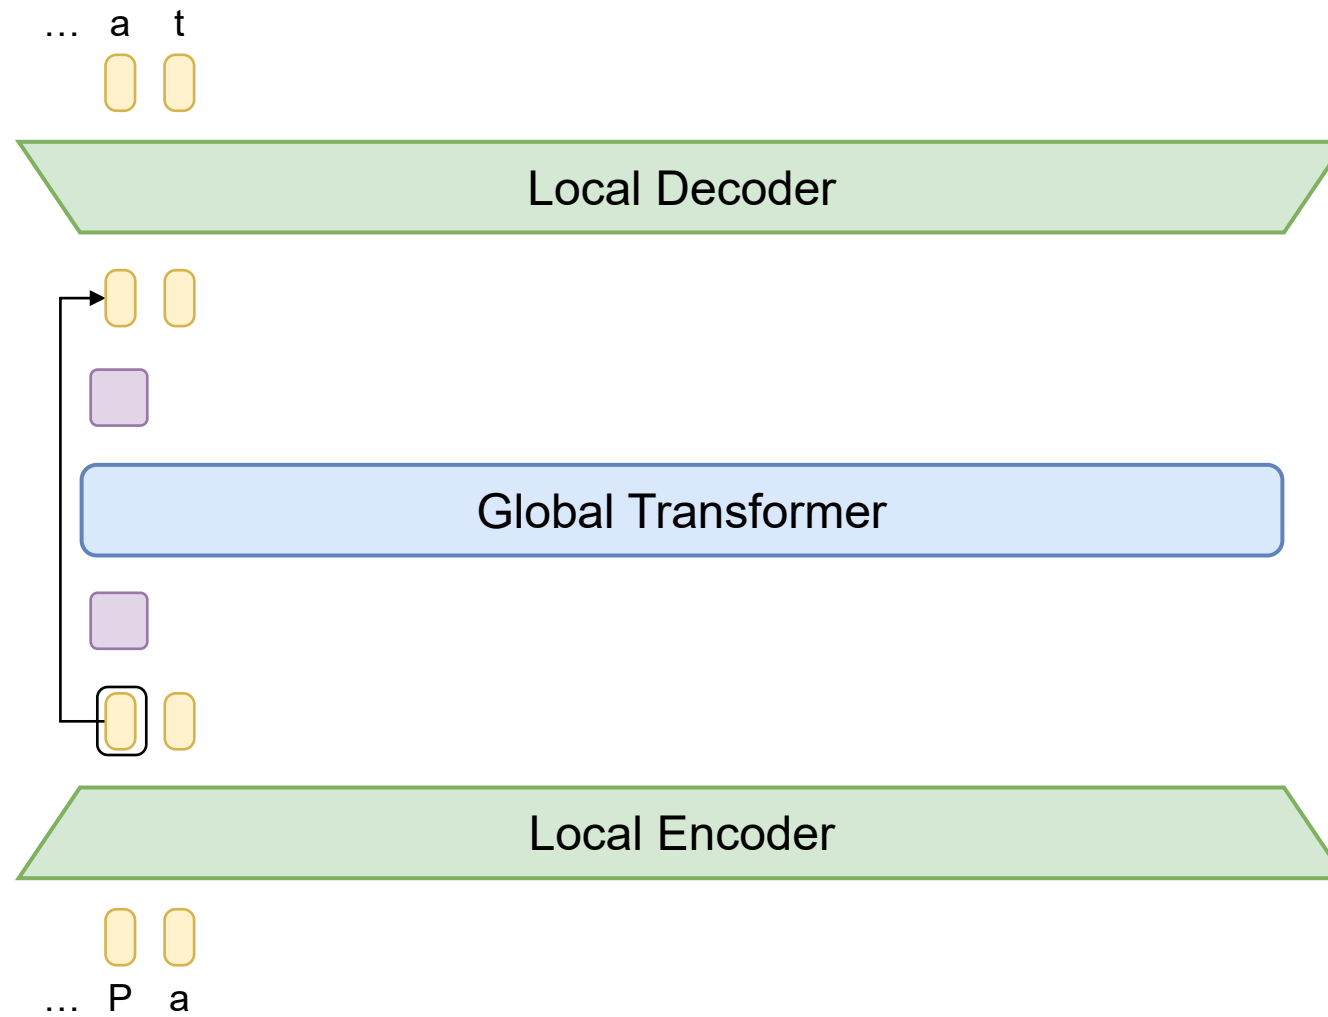 … a t
Local Decoder
Global Transformer
Local Encoder
… P a